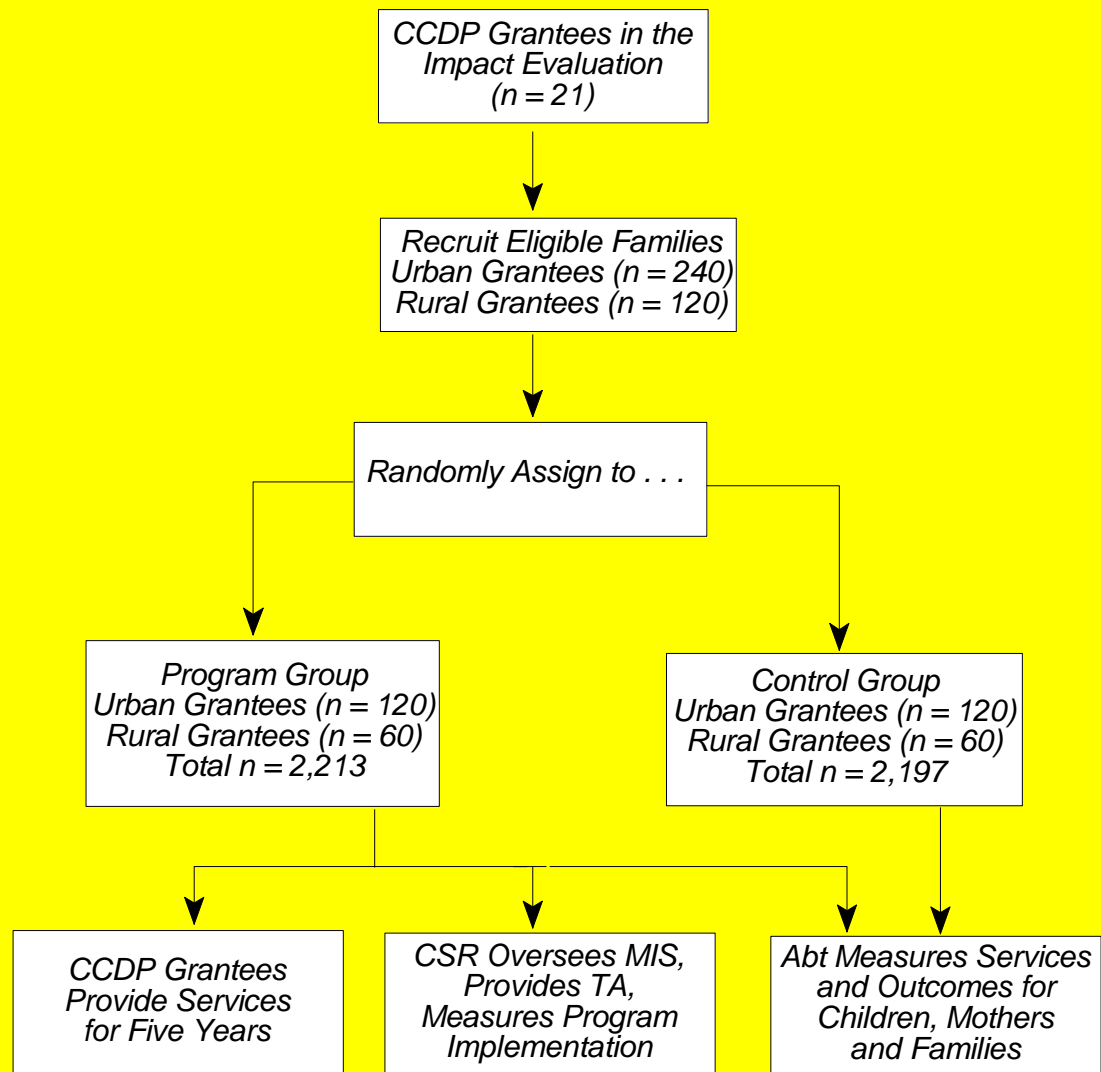 CCDP Grantees in the
Impact Evaluation
(n = 21)
Recruit Eligible Families
Urban Grantees (n = 240)
Rural Grantees (n = 120)
Randomly Assign to . . .
Program Group
Urban Grantees (n = 120)
Rural Grantees (n = 60)
Total n = 2,213
Control Group
Urban Grantees (n = 120)
Rural Grantees (n = 60)
Total n = 2,197
CCDP Grantees
Provide Services
for Five Years
CSR Oversees MIS,
Provides TA,
Measures Program
Implementation
Abt Measures Services
and Outcomes for
Children, Mothers
and Families